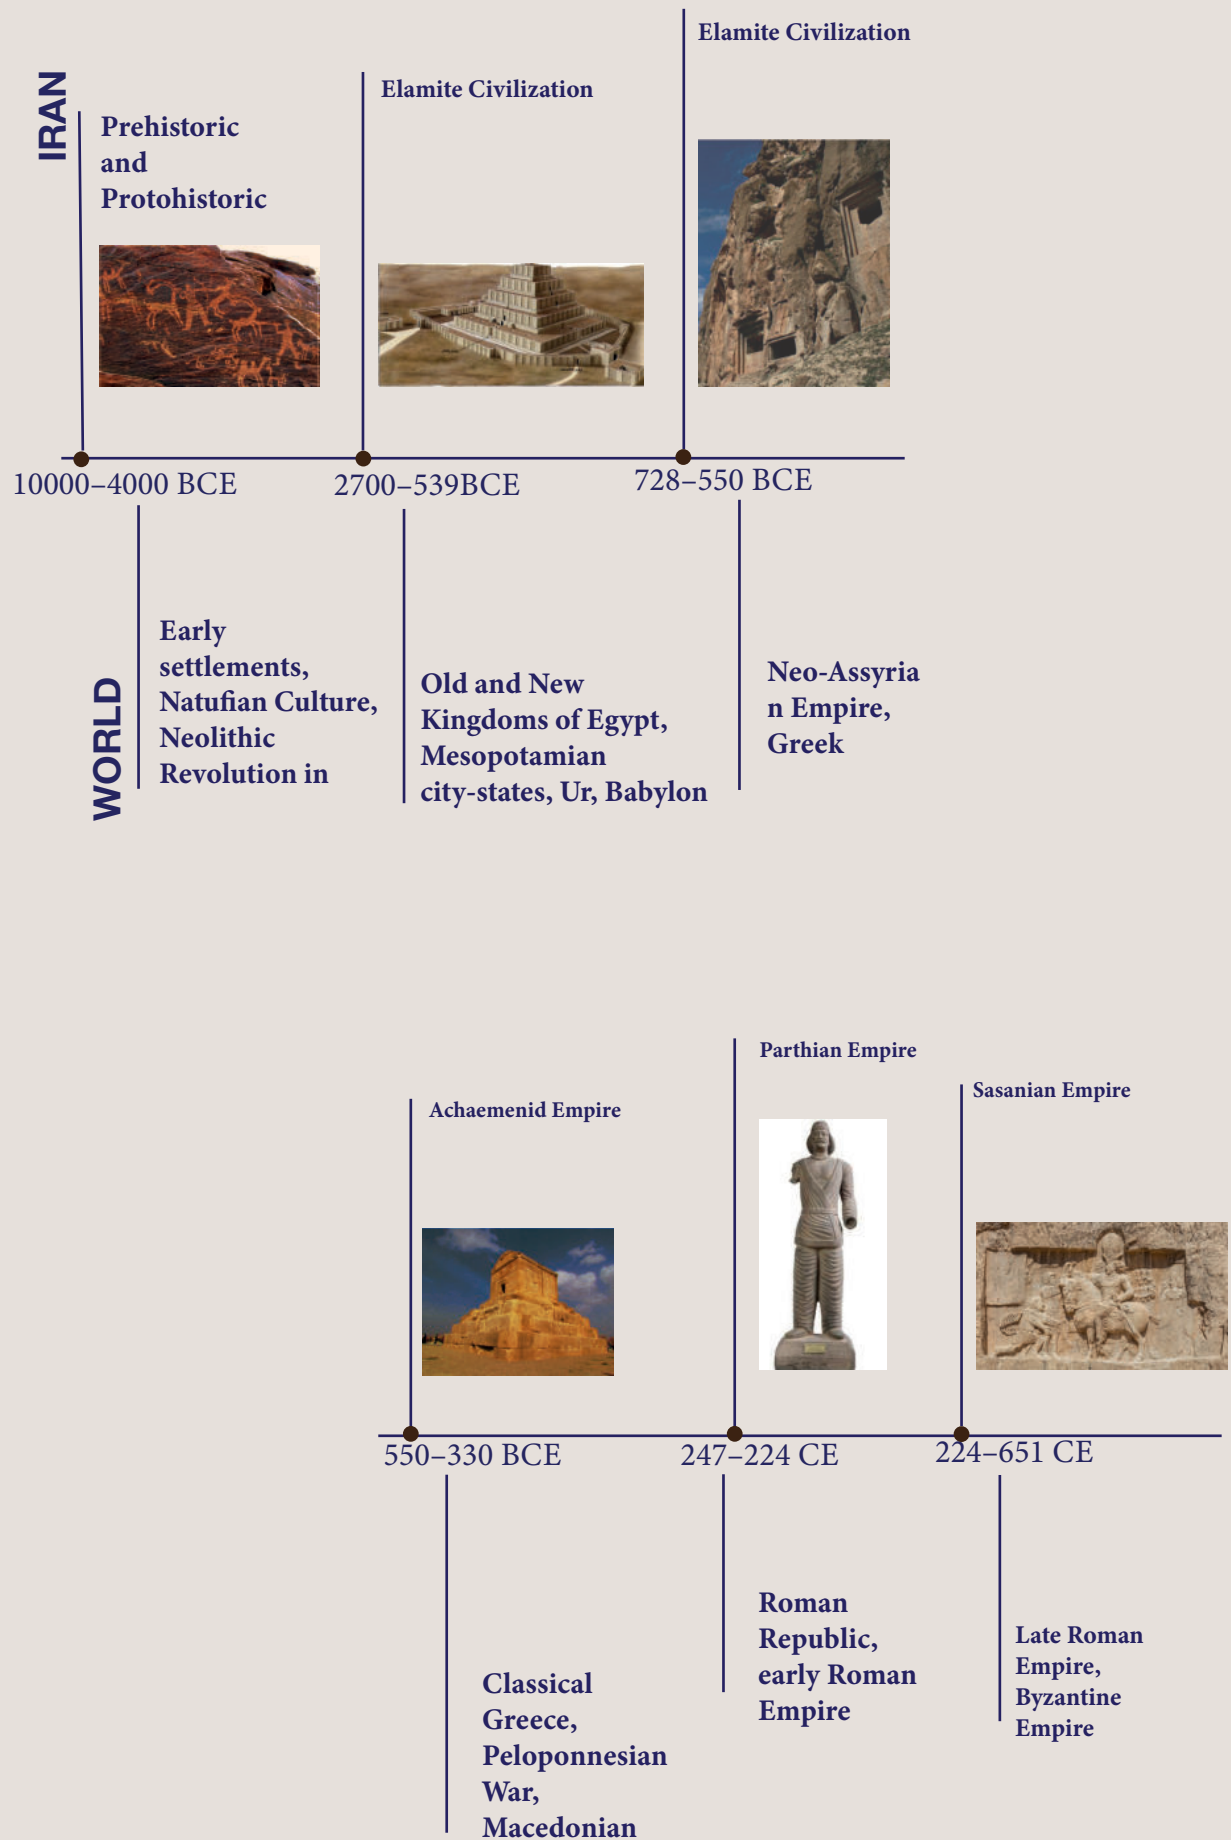 IRAN
Prehistoric
and
Protohistoric
Elamite Civilization
Elamite Civilization
10000–4000 BCE
2700–539BCE
728–550 BCE
WORLD
Early
settlements,
Natufian Culture,
Neolithic
Revolution in
Old and New
Kingdoms of Egypt,
Mesopotamian
city-states, Ur, Babylon
Neo-Assyria
n Empire,
Greek
Achaemenid Empire
Parthian Empire
Sasanian Empire
550–330 BCE
247–224 CE
224–651 CE
Classical
Greece,
Peloponnesian
War,
Macedonian
Roman
Republic,
early Roman
Empire
Late Roman
Empire,
Byzantine
Empire